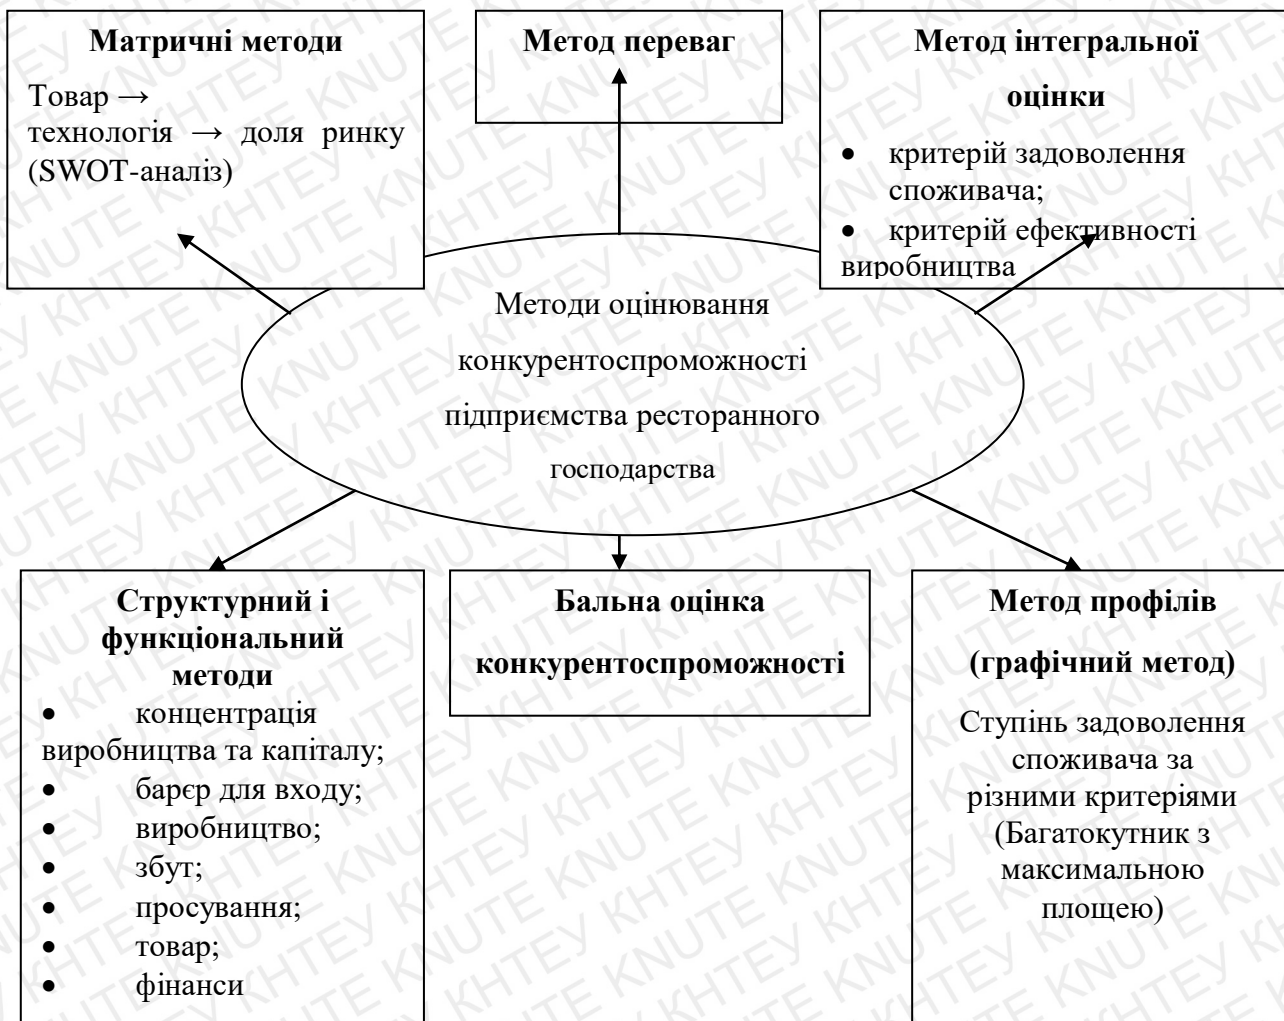 Матричні методи
Товар →
технологія → доля ринку
(SWOT-аналіз)
Метод переваг
Метод інтегральної
оцінки
• критерій задоволення
споживача;
• критерій ефективності
виробництва
Методи оцінювання
конкурентоспроможності
підприємства ресторанного
господарства
Структурний і
функціональний
методи
• концентрація
виробництва та капіталу;
• барєр для входу;
• виробництво;
• збут;
• просування;
• товар;
• фінанси
Бальна оцінка
конкурентоспроможності
Метод профілів
(графічний метод)
Ступінь задоволення
споживача за
різними критеріями
(Багатокутник з
максимальною
площею)